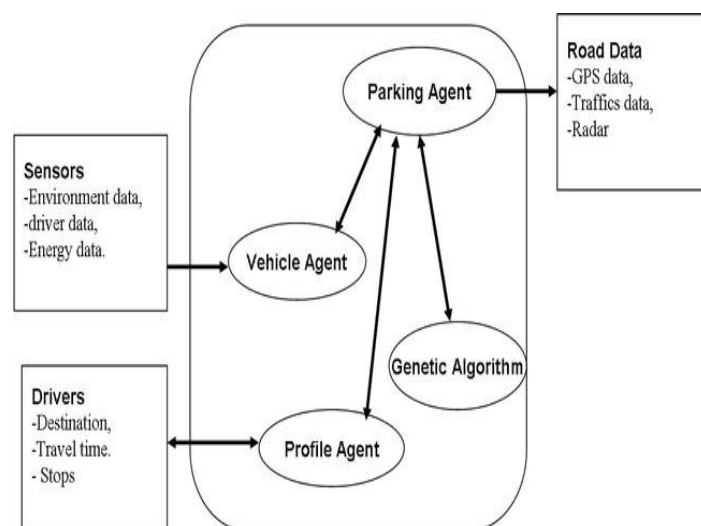 Road Data
-GPS data,
-Traffics data,
-Radar
Parking Agent
Sensors
-Environment data,
-driver data,
-Energy data.
Vehicle Agent
Genetic Algorithm
Drivers
-Destination,
-Travel time.
- Stops
Profile Agent